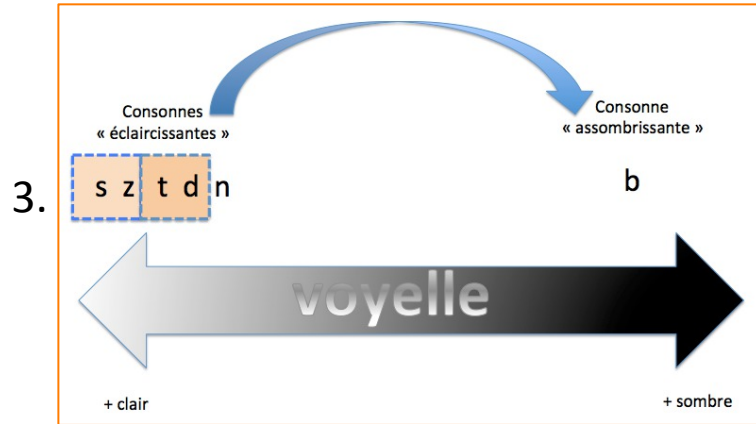 Consonnes
« éclaircissantes »
Consonne
« assombrissante »
3.
s z t d n
b
voyelle
+ clair
+ sombre